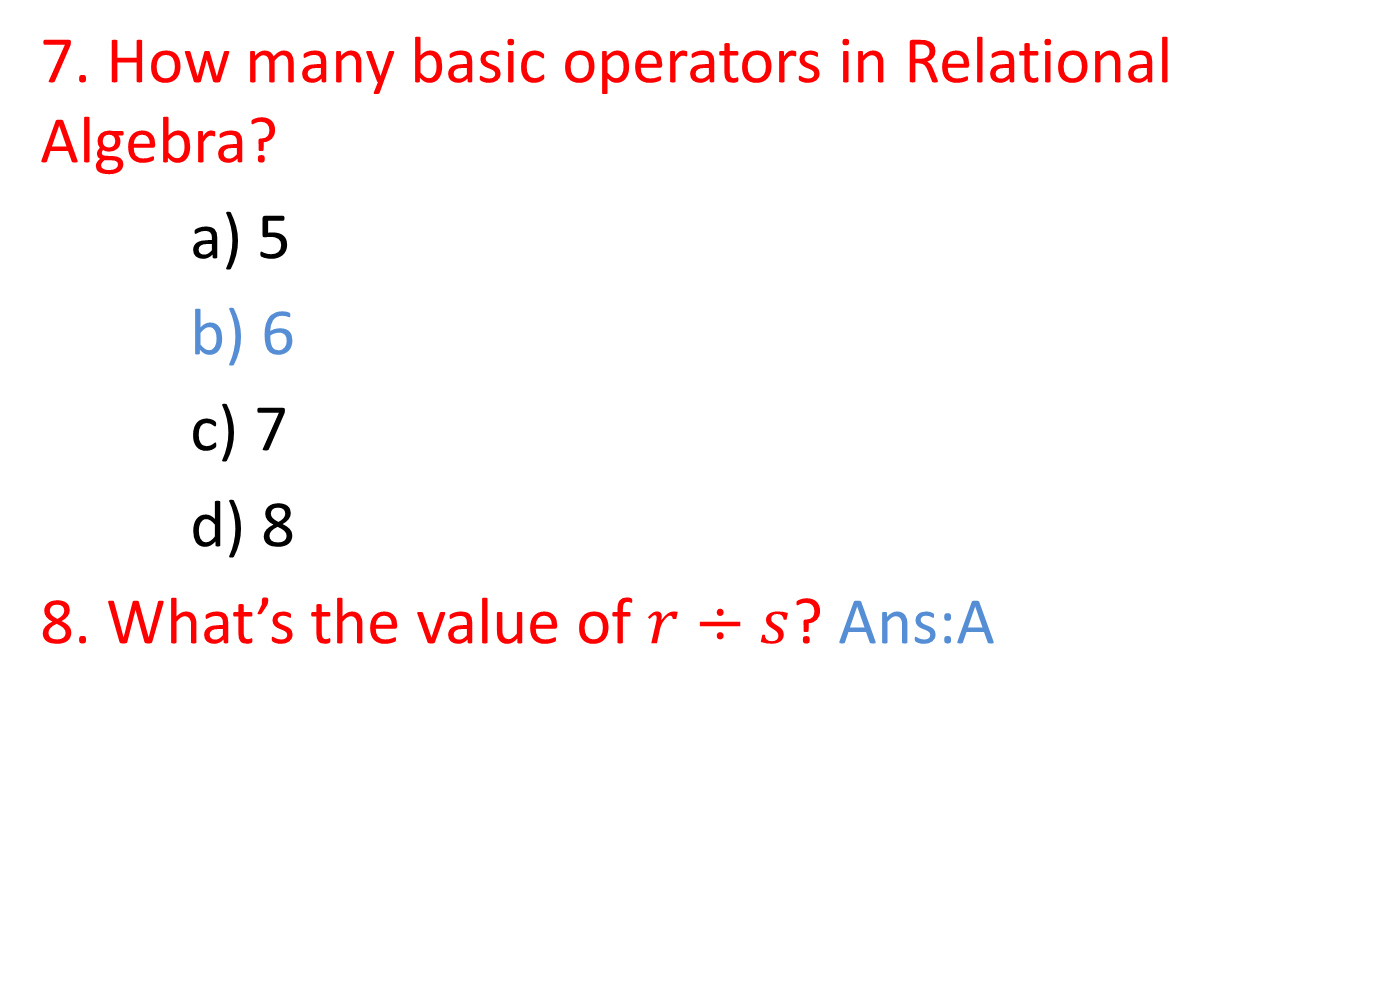 7. How many basic operators in Relational
Algebra?
a) 5
b) 6
c) 7
d) 8
8. What’s the value of 𝑟 ÷ 𝑠? Ans:A